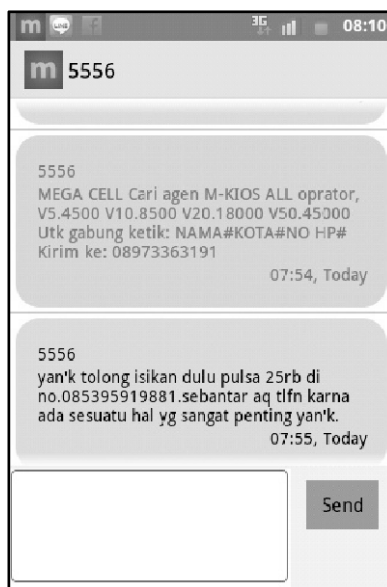 m LINE f 3G 08:10
m 5556
5556
MEGA CELL Cari agen M-KIOS ALL oprator,
V5.4500 V10.8500 V20.18000 V50.45000
Utk gabung ketik: NAMA#KOTA#NO HP#
Kirim ke: 08973363191
07:54, Today
5556
yan'k tolong isikan dulu pulsa 25rb di
no.085395919881.sebantar aq tlfn karna
ada sesuatu hal yg sangat penting yan'k.
07:55, Today
Send